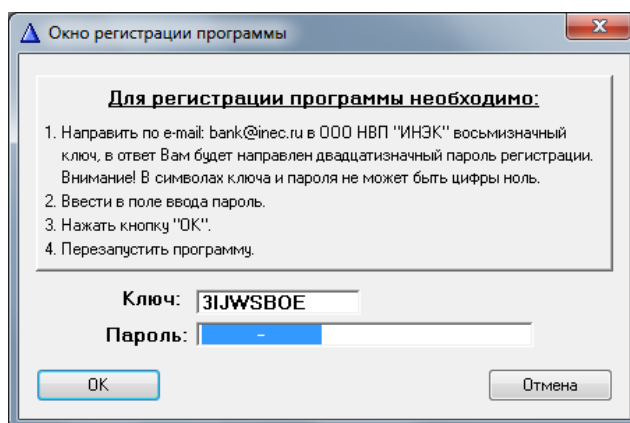 Окно регистрации программы
Для регистрации программы необходимо:
1. Направить по e-mail: bank@inec.ru в ООО НВП "ИНЭК" восьмизначный
ключ, в ответ Вам будет направлен двадцатизначный пароль регистрации.
Внимание! В символах ключа и пароля не может быть цифры ноль.
2. Ввести в поле ввода пароль.
3. Нажать кнопку "ОК".
4. Перезапустить программу.
Ключ: 3IJWSBOE
Пароль: -
OK Отмена